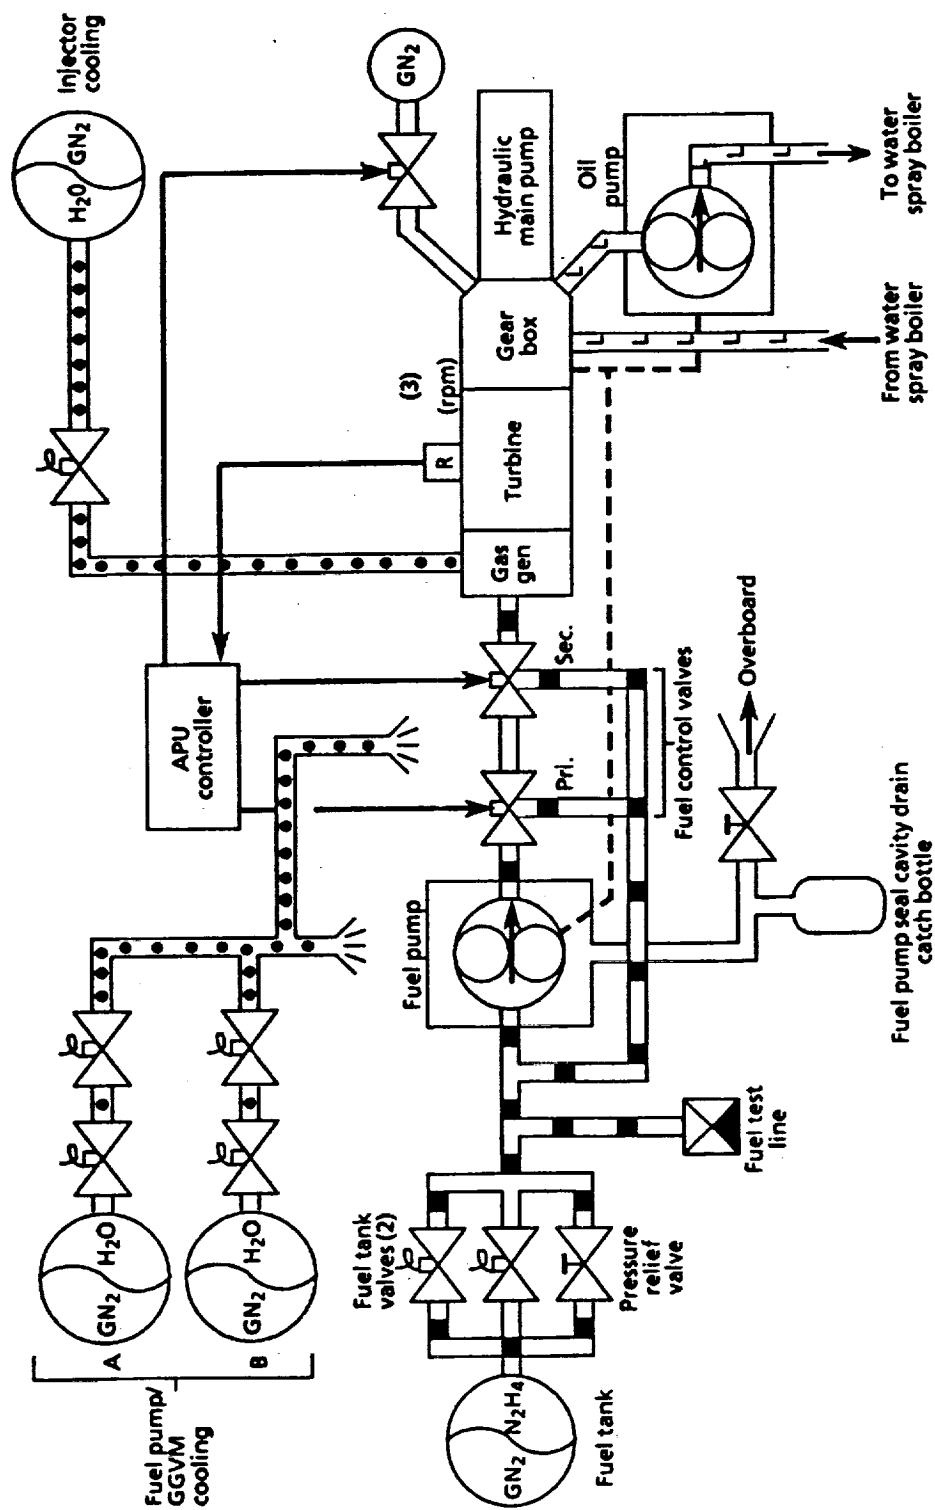 Fuel pump/
GGVM
cooling
A
GN2
H2O
B
GN2
H2O
APU
controller
Injector
cooling
H2O
GN2
GN2
Fuel tank
valves (2)
Fuel pump
R
(3)
(rpm)
GN2
N2H4
Fuel tank
Pressure
relief
valve
Pri.
Sec.
Gas
gen
Turbine
Gear
box
Hydraulic
main pump
Oil
pump
Fuel control valves
Fuel test
line
Overboard
Fuel pump seal cavity drain
catch bottle
From water
spray boiler
To water
spray boiler